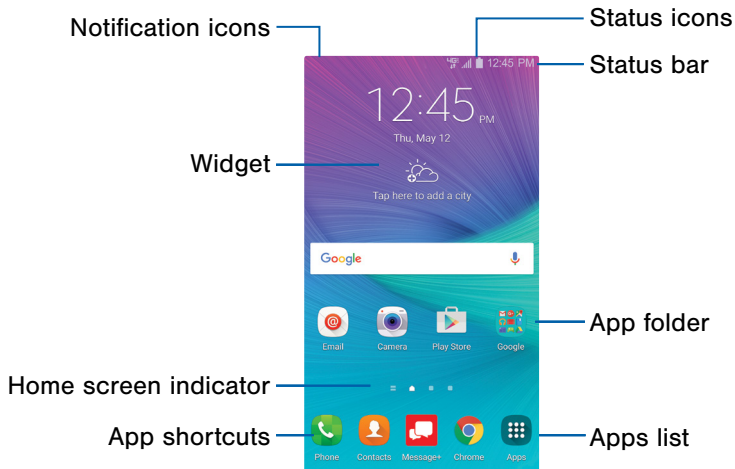 Notification icons
Status icons
4G LTE 12:45 PM
Status bar
12:45 PM
Thu, May 12
Widget
Tap here to add a city
Google
App folder
Email Camera Play Store Google
Home screen indicator
App shortcuts
Apps list
Phone Contacts Message+ Chrome Apps